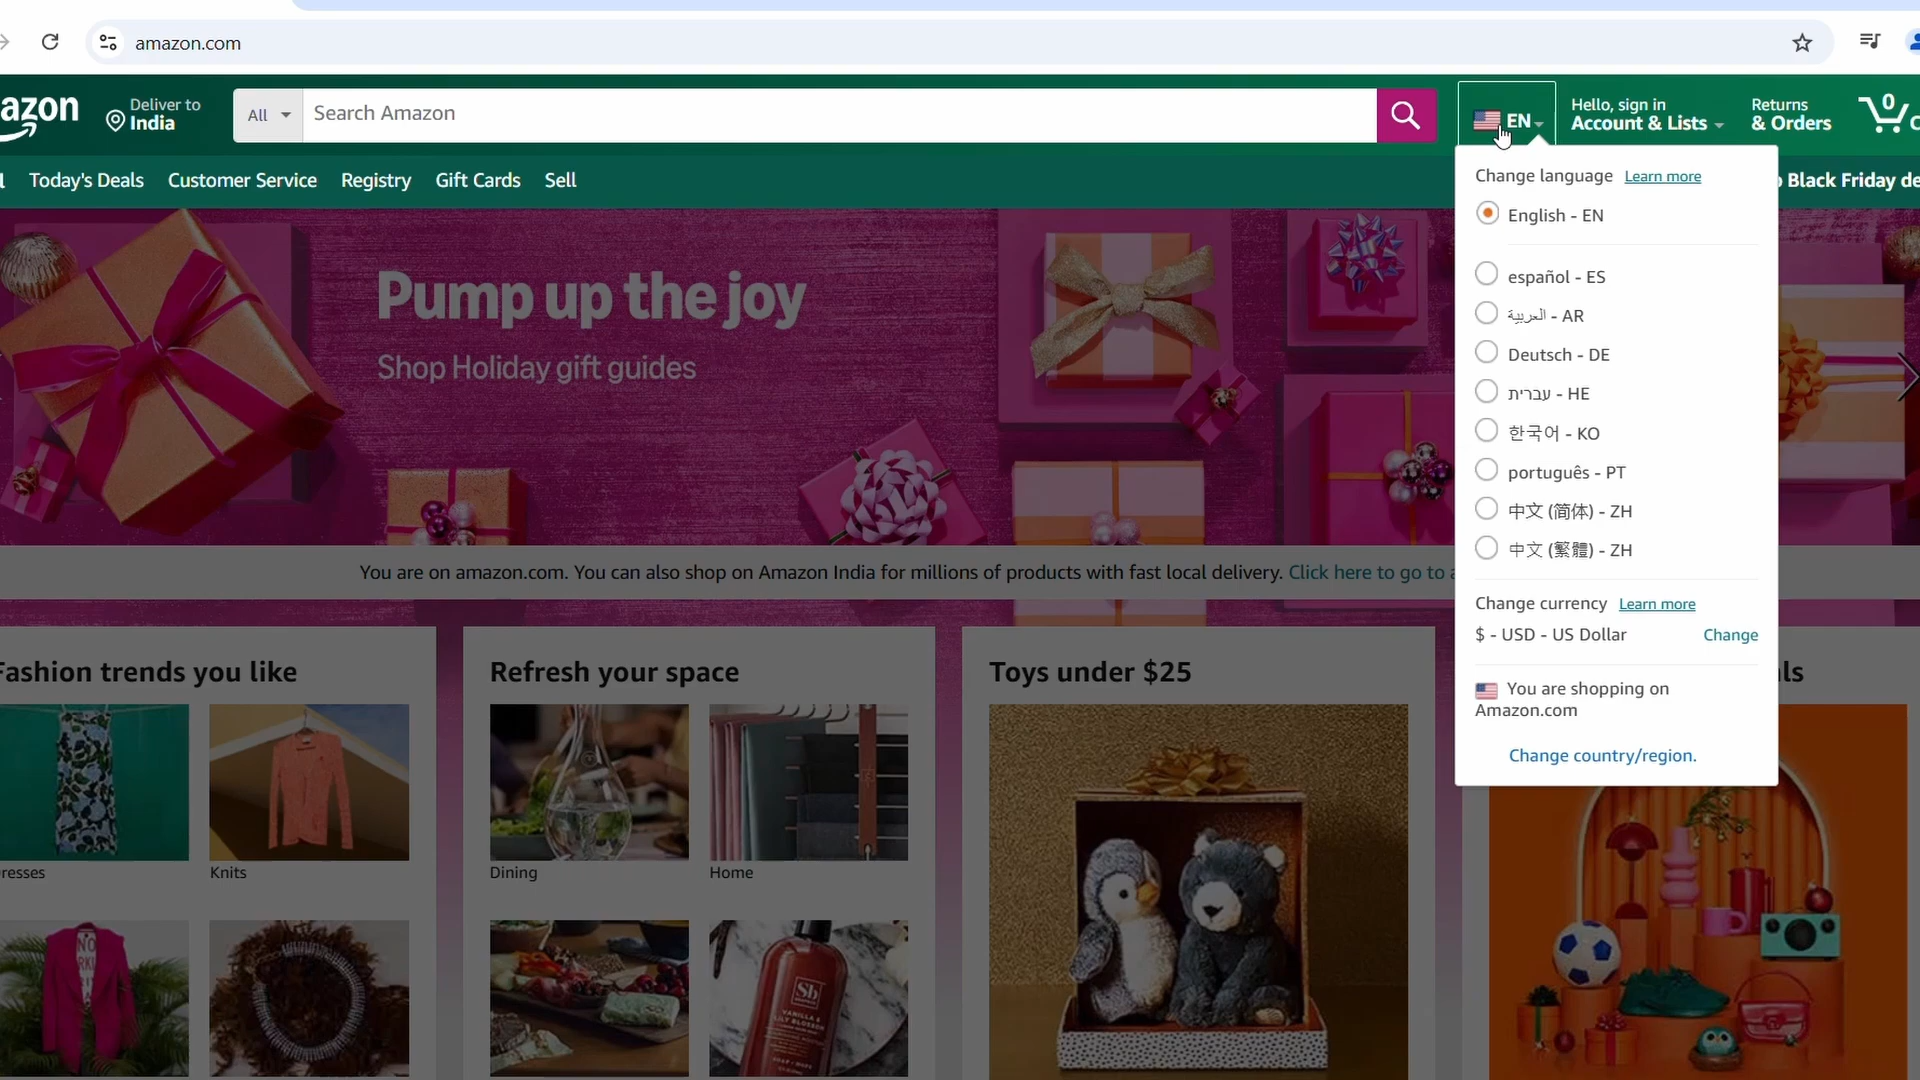 amazon.com
azon
Deliver to
India
All
Search Amazon
EN
Hello, sign in
Account & Lists
Returns
& Orders
0
Today's Deals
Customer Service
Registry
Gift Cards
Sell
Black Friday de
Change language Learn more
English - EN
español - ES
العربية - AR
Deutsch - DE
עברית - HE
한국어 - KO
português - PT
中文 (简体) - ZH
中文 (繁體) - ZH
Change currency Learn more
$ - USD - US Dollar Change
You are shopping on
Amazon.com
Change country/region.
Pump up the joy
Shop Holiday gift guides
You are on amazon.com. You can also shop on Amazon India for millions of products with fast local delivery. Click here to go to a
Fashion trends you like
resses
Knits
Refresh your space
Dining
Home
Sb
VANILLA &
LILY BLOSSOM
Toys under $25
ls